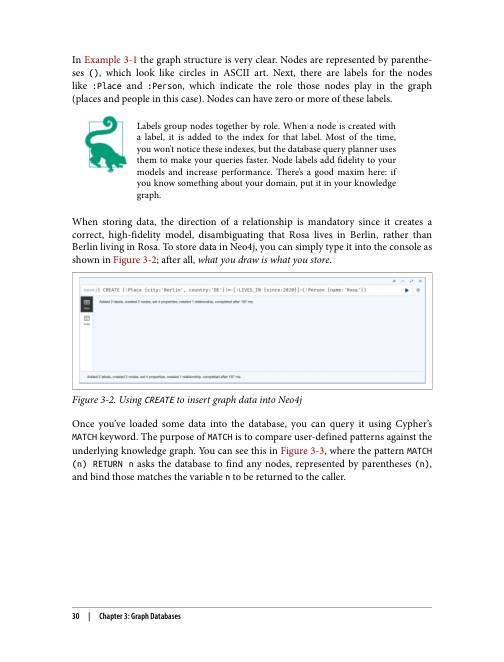 In Example 3-1 the graph structure is very clear. Nodes are represented by parenthe-
ses (), which look like circles in ASCII art. Next, there are labels for the nodes
like :Place and :Person, which indicate the role those nodes play in the graph
(places and people in this case). Nodes can have zero or more of these labels.
Labels group nodes together by role. When a node is created with
a label, it is added to the index for that label. Most of the time,
you won't notice these indexes, but the database query planner uses
them to make your queries faster. Node labels add fidelity to your
models and increase performance. There's a good maxim here: if
you know something about your domain, put it in your knowledge
graph.
When storing data, the direction of a relationship is mandatory since it creates a
correct, high-fidelity model, disambiguating that Rosa lives in Berlin, rather than
Berlin living in Rosa. To store data in Neo4j, you can simply type it into the console as
shown in Figure 3-2; after all, what you draw is what you store.
neo4j$ CREATE (:Place {city:'Berlin', country:'DE'})<-[:LIVES_IN {since:2020}]-(:Person {name:'Rosa'})
Added 2 labels, created 2 nodes, set 4 properties, created 1 relationship, completed after 197 ms.
Added 2 labels, created 2 nodes, set 4 properties, created 1 relationship, completed after 197 ms.
Figure 3-2. Using CREATE to insert graph data into Neo4j
Once you've loaded some data into the database, you can query it using Cypher's
MATCH keyword. The purpose of MATCH is to compare user-defined patterns against the
underlying knowledge graph. You can see this in Figure 3-3, where the pattern MATCH
(n) RETURN n asks the database to find any nodes, represented by parentheses (n),
and bind those matches the variable n to be returned to the caller.
30 | Chapter 3: Graph Databases